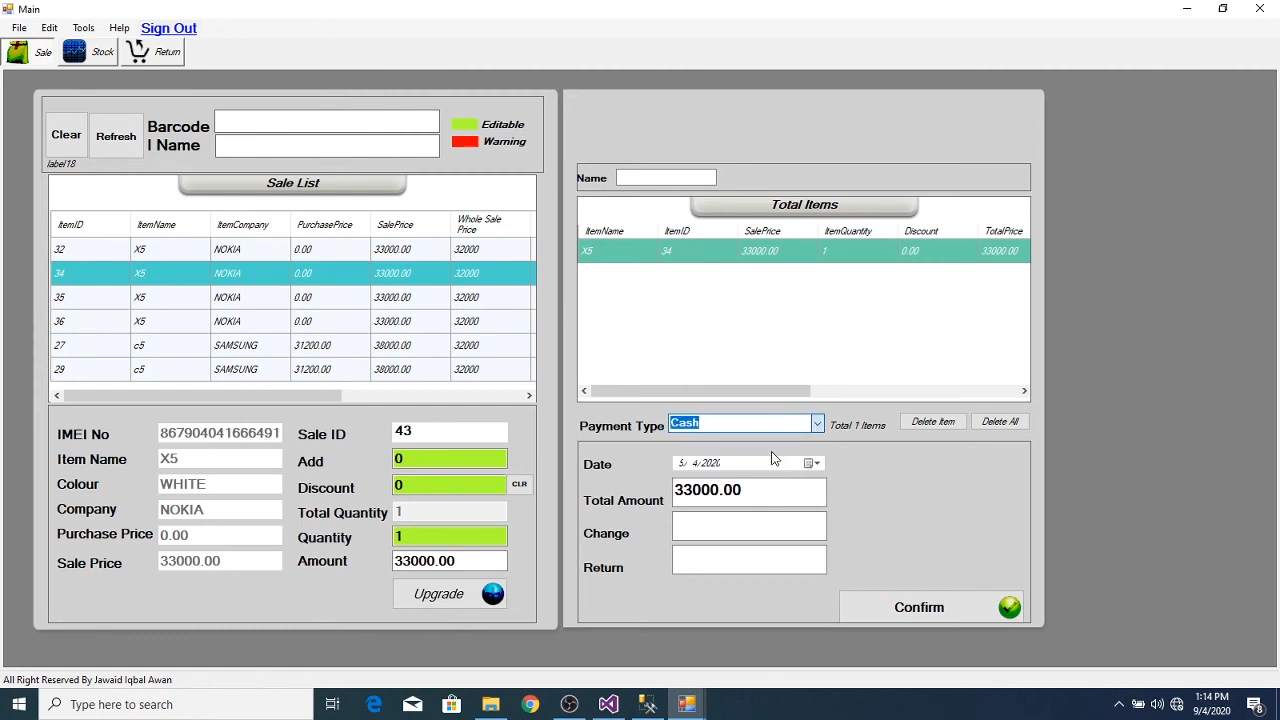 Main
File Edit Tools Help Sign Out
Sale Stock Return
Clear Refresh Barcode
I Name
Editable
Warning
label18
Sale List
ItemID ItemName ItemCompany PurchasePrice SalePrice Whole Sale
Price
32 X5 NOKIA 0.00 33000.00 32000
34 X5 NOKIA 0.00 33000.00 32000
35 X5 NOKIA 0.00 33000.00 32000
36 X5 NOKIA 0.00 33000.00 32000
27 c5 SAMSUNG 31200.00 38000.00 32000
29 c5 SAMSUNG 31200.00 38000.00 32000
IMEI No 867904041666491
Item Name X5
Colour WHITE
Company NOKIA
Purchase Price 0.00
Sale Price 33000.00
Sale ID 43
Add 0
Discount 0 CLR
Total Quantity 1
Quantity 1
Amount 33000.00
Upgrade
Name
Total Items
ItemName ItemID SalePrice ItemQuantity Discount TotalPrice
X5 34 33000.00 1 0.00 33000.00
Payment Type Cash Total 1 Items Delete Item Delete All
Date 5/ 4/2020
Total Amount 33000.00
Change
Return
Confirm
All Right Reserved By Jawaid Iqbal Awan
Type here to search
1:14 PM
9/4/2020
8